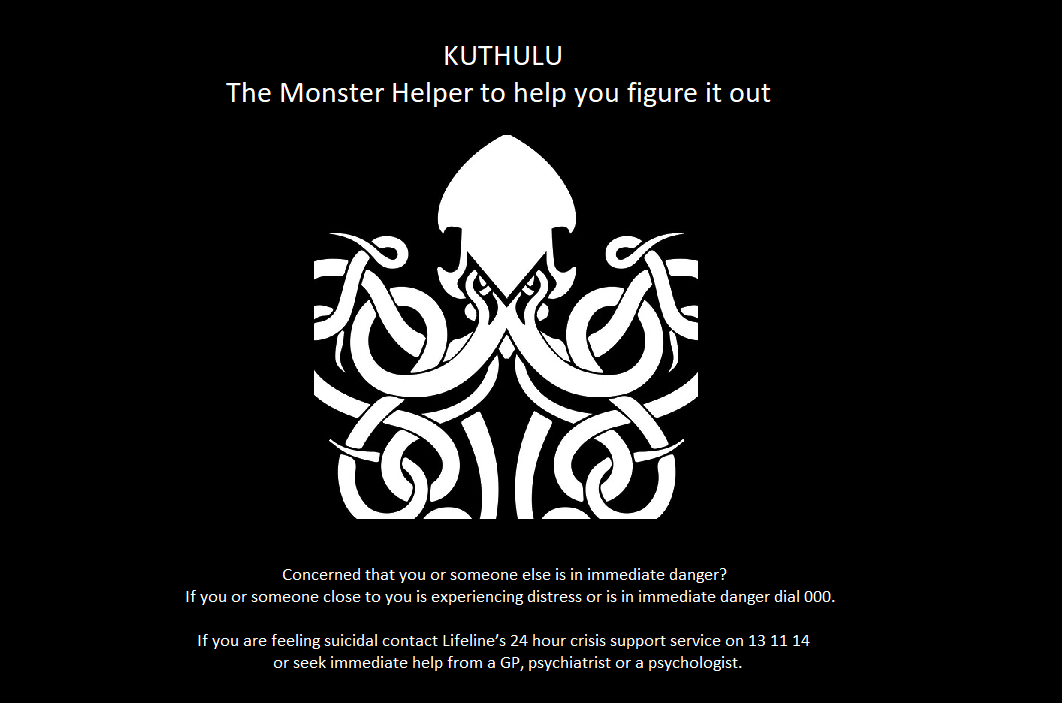 KUTHULU
The Monster Helper to help you figure it out
Concerned that you or someone else is in immediate danger?
If you or someone close to you is experiencing distress or is in immediate danger dial 000.
If you are feeling suicidal contact Lifeline’s 24 hour crisis support service on 13 11 14
or seek immediate help from a GP, psychiatrist or a psychologist.